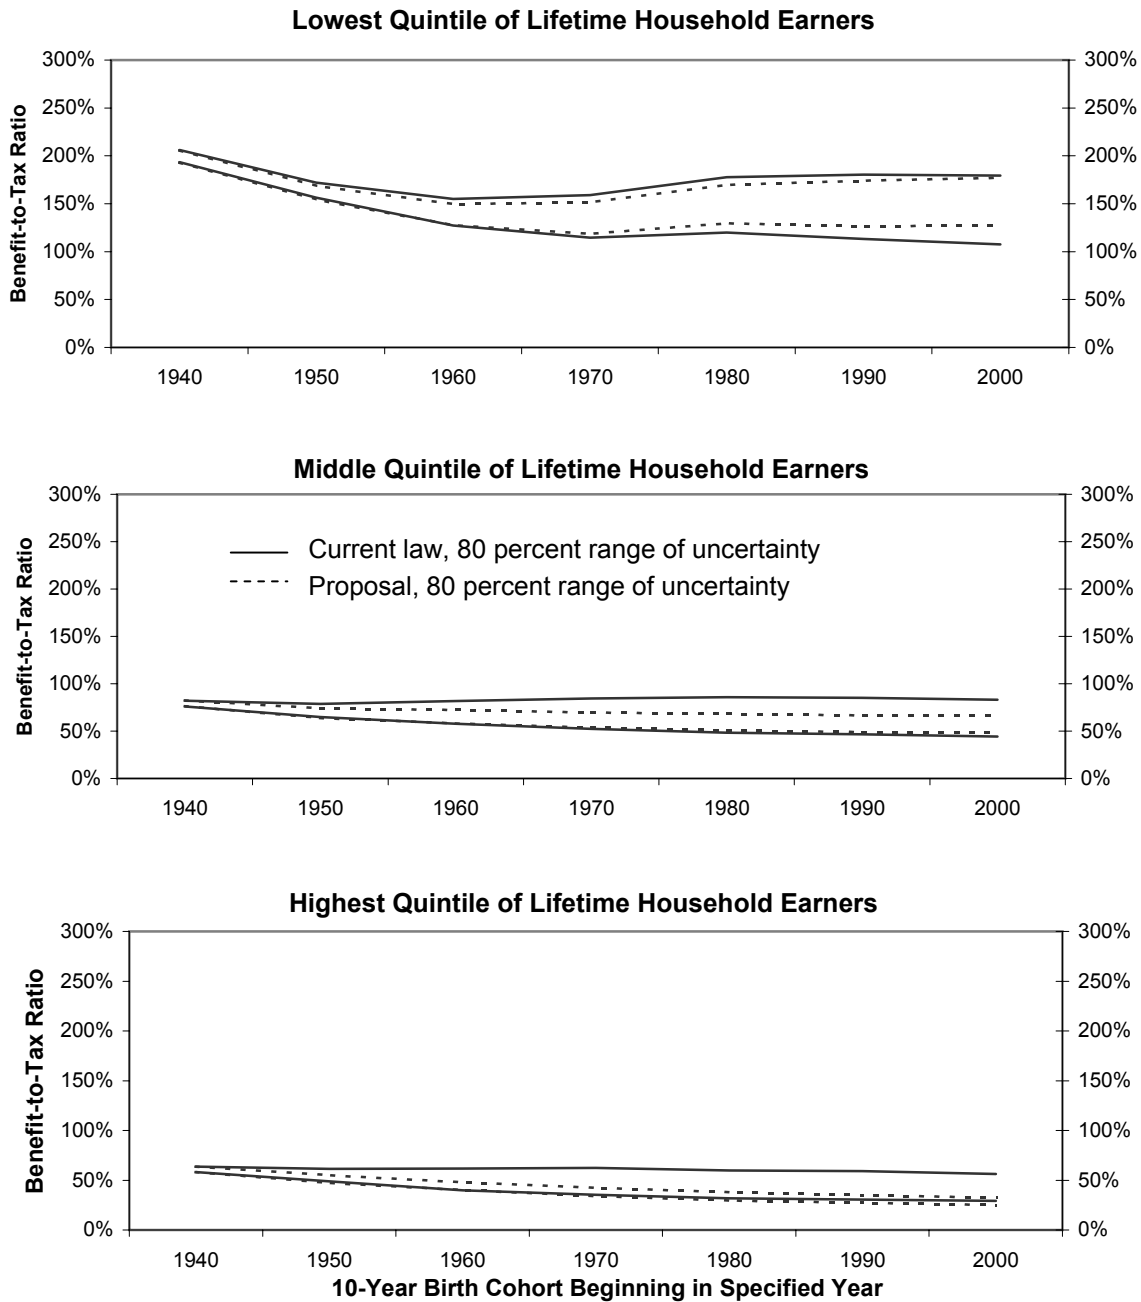 Lowest Quintile of Lifetime Household Earners
Benefit-to-Tax Ratio
300% 300%
250% 250%
200% 200%
150% 150%
100% 100%
50% 50%
0% 0%
1940 1950 1960 1970 1980 1990 2000
Middle Quintile of Lifetime Household Earners
Benefit-to-Tax Ratio
300% 300%
250% 250%
Current law, 80 percent range of uncertainty
200% 200%
Proposal, 80 percent range of uncertainty
150% 150%
100% 100%
50% 50%
0% 0%
1940 1950 1960 1970 1980 1990 2000
Highest Quintile of Lifetime Household Earners
Benefit-to-Tax Ratio
300% 300%
250% 250%
200% 200%
150% 150%
100% 100%
50% 50%
0% 0%
1940 1950 1960 1970 1980 1990 2000
10-Year Birth Cohort Beginning in Specified Year